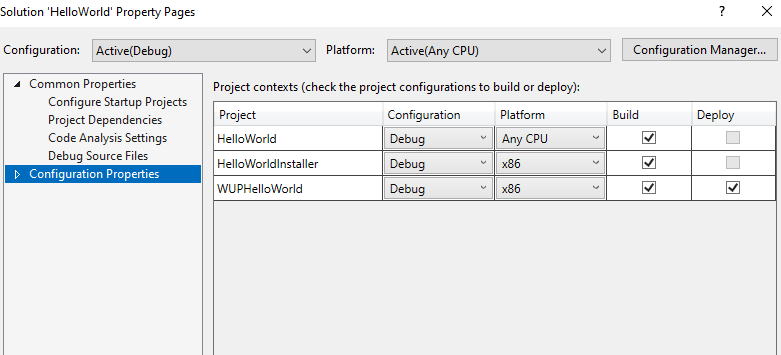 Solution 'HelloWorld' Property Pages
? ×
Configuration: Active(Debug) Platform: Active(Any CPU) Configuration Manager...
Common Properties
Configure Startup Projects
Project Dependencies
Code Analysis Settings
Debug Source Files
Configuration Properties
Project contexts (check the project configurations to build or deploy):
Project Configuration Platform Build Deploy
HelloWorld Debug Any CPU
HelloWorldInstaller Debug x86
WUPHelloWorld Debug x86